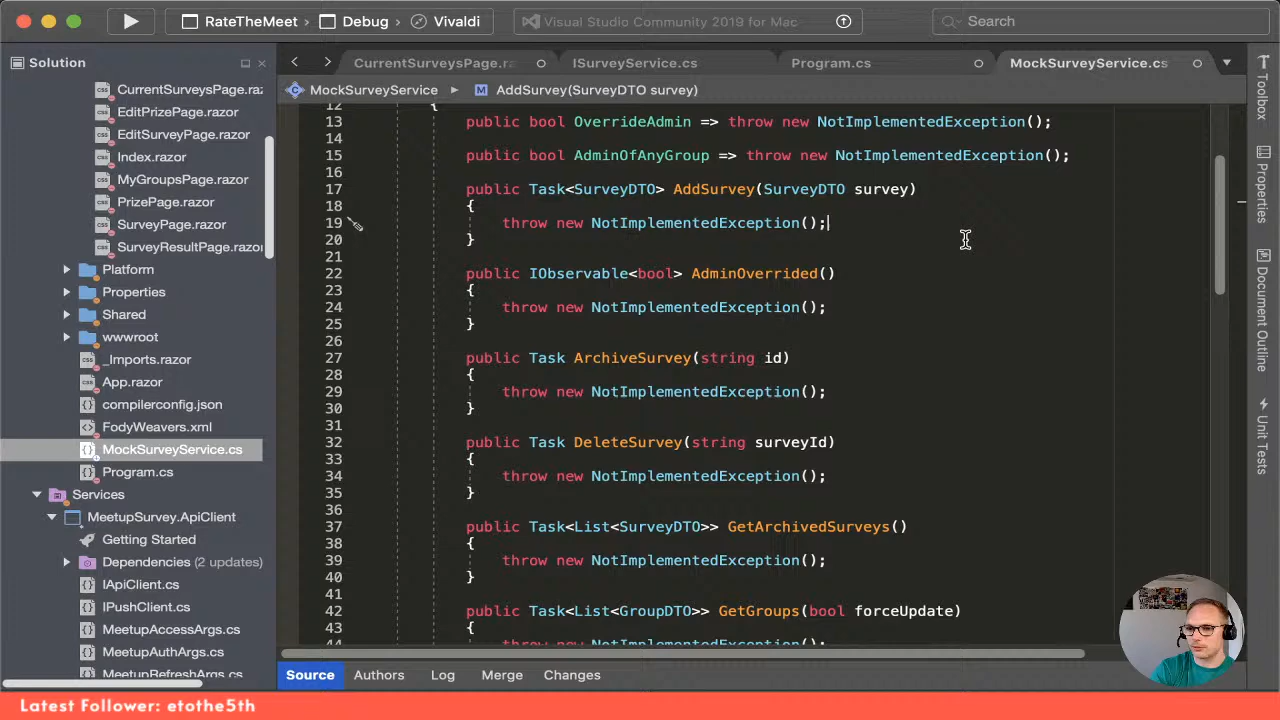 RateTheMeet > Debug > Vivaldi
Visual Studio Community 2019 for Mac
Search
Solution
CurrentSurveysPage.raz
EditPrizePage.razor
EditSurveyPage.razor
Index.razor
MyGroupsPage.razor
PrizePage.razor
SurveyPage.razor
SurveyResultPage.razor
Platform
Properties
Shared
wwwroot
_Imports.razor
App.razor
compilerconfig.json
FodyWeavers.xml
MockSurveyService.cs
Program.cs
Services
MeetupSurvey.ApiClient
Getting Started
Dependencies (2 updates)
IApiClient.cs
IPushClient.cs
MeetupAccessArgs.cs
MeetupAuthArgs.cs
MeetupRefreshArgs.cs
CurrentSurveysPage.ra
ISurveyService.cs
Program.cs
MockSurveyService.cs
MockSurveyService
AddSurvey(SurveyDTO survey)
12 {
13 public bool OverrideAdmin => throw new NotImplementedException();
14
15 public bool AdminOfAnyGroup => throw new NotImplementedException();
16
17 public Task<SurveyDTO> AddSurvey(SurveyDTO survey)
18 {
19 throw new NotImplementedException();
20 }
21
22 public IObservable<bool> AdminOverrided()
23 {
24 throw new NotImplementedException();
25 }
26
27 public Task ArchiveSurvey(string id)
28 {
29 throw new NotImplementedException();
30 }
31
32 public Task DeleteSurvey(string surveyId)
33 {
34 throw new NotImplementedException();
35 }
36
37 public Task<List<SurveyDTO>> GetArchivedSurveys()
38 {
39 throw new NotImplementedException();
40 }
41
42 public Task<List<GroupDTO>> GetGroups(bool forceUpdate)
43 {
44 throw new NotImplementedException();
Toolbox
Properties
Document Outline
Unit Tests
Source
Authors
Log
Merge
Changes
Latest Follower: etothe5th